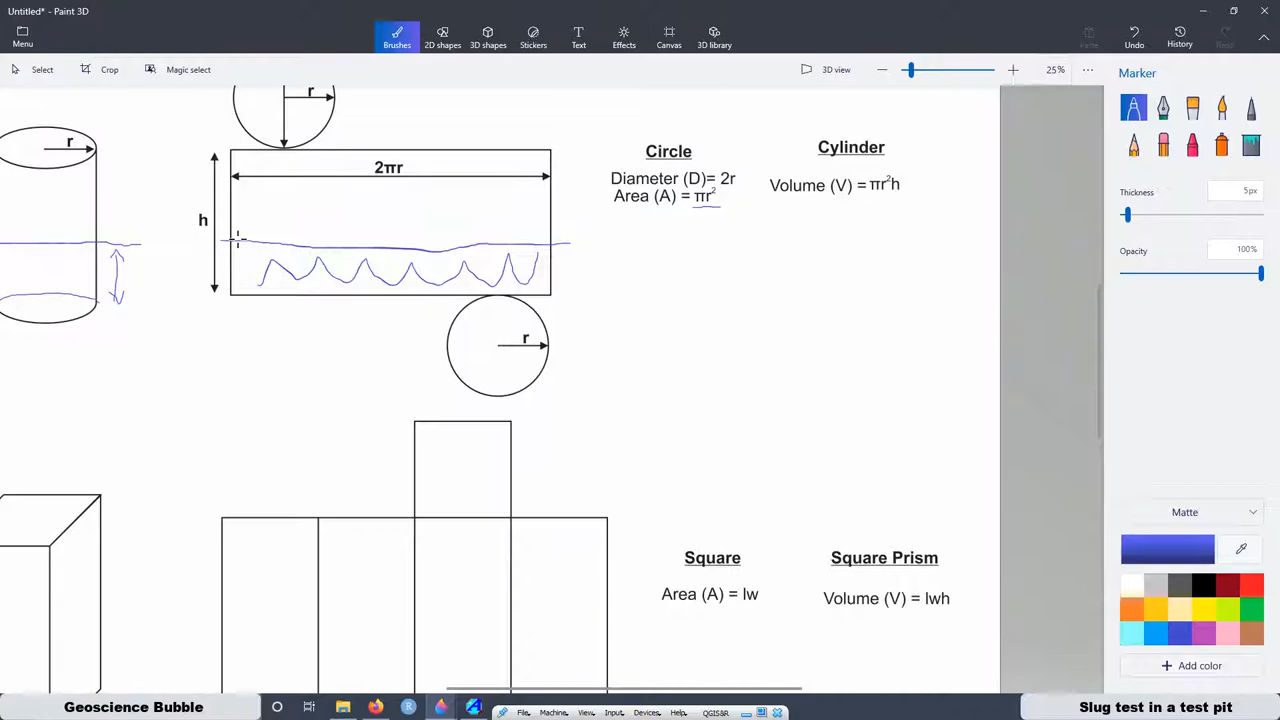 Untitled* - Paint 3D
Menu
Brushes
2D shapes
3D shapes
Stickers
Text
Effects
Canvas
3D library
Paste
Undo
History
Redo
Select
Crop
Magic select
3D view
25%
Marker
Thickness
5px
Opacity
100%
Matte
Add color
r
r
2πr
h
r
Circle
Diameter (D)= 2r
Area (A) = πr²
Cylinder
Volume (V) = πr²h
Square
Area (A) = lw
Square Prism
Volume (V) = lwh
Geoscience Bubble
File
Machine
View
Input
Devices
Help
QGIS&R
Slug test in a test pit